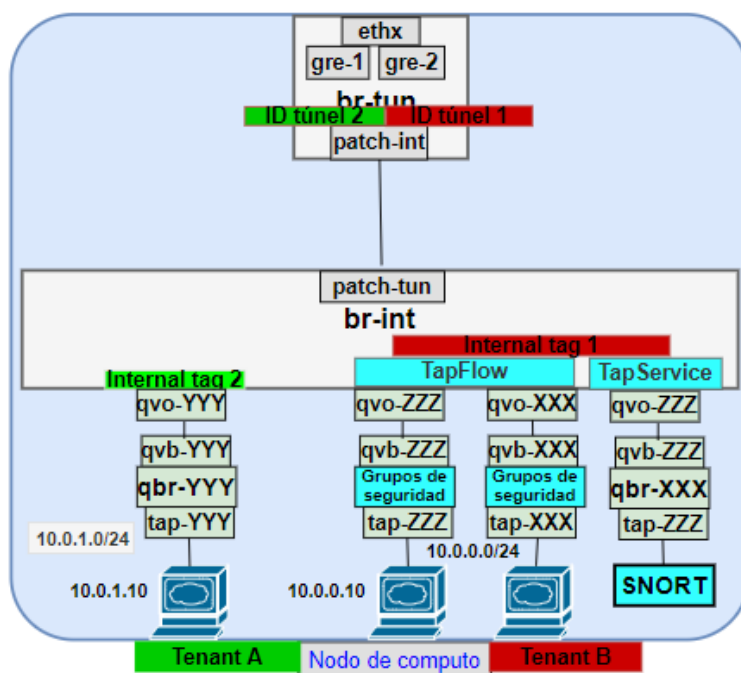 ethx
gre-1 gre-2
br-tun
ID túnel 2 ID túnel 1
patch-int
patch-tun
br-int
Internal tag 1
Internal tag 2 TapFlow TapService
qvo-YYY qvo-ZZZ qvo-XXX qvo-ZZZ
qvb-YYY qvb-ZZZ qvb-XXX qvb-ZZZ
qbr-YYY Grupos de seguridad Grupos de seguridad qbr-XXX
tap-YYY tap-ZZZ tap-XXX tap-ZZZ
10.0.1.0/24 10.0.0.0/24
10.0.1.10 10.0.0.10 SNORT
Tenant A Nodo de computo Tenant B